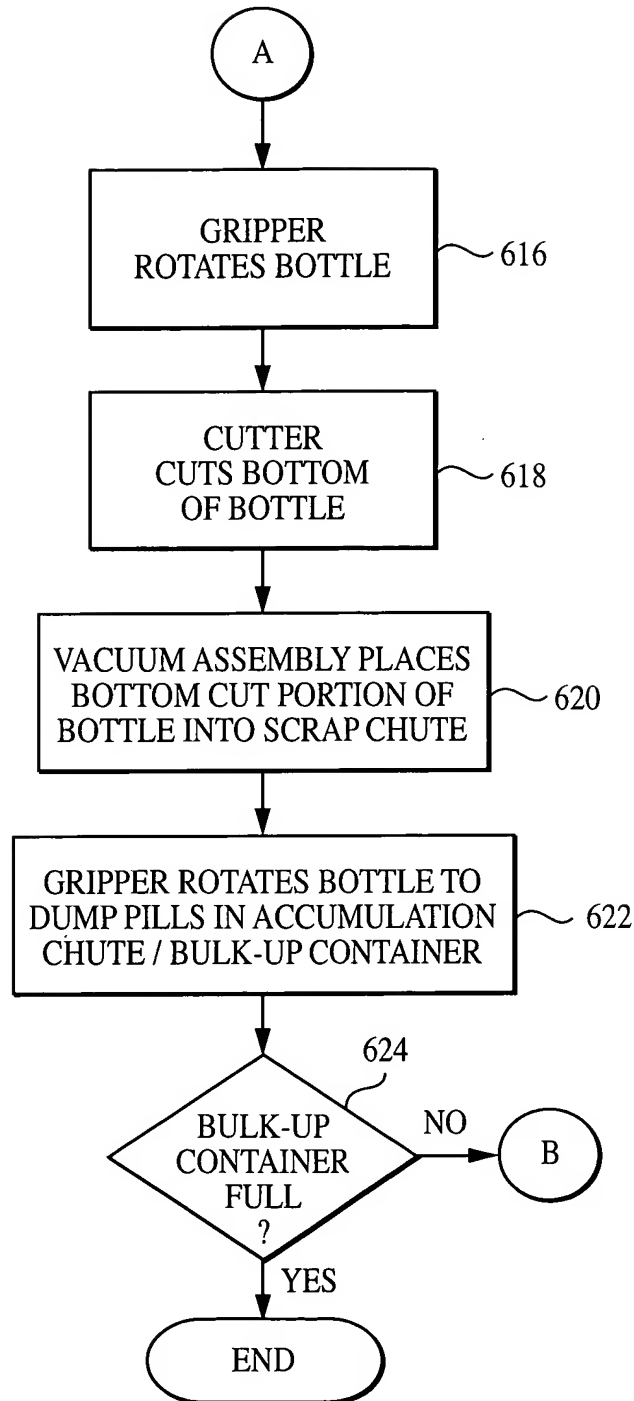 A
GRIPPER
ROTATES BOTTLE
616
CUTTER
CUTS BOTTOM
OF BOTTLE
618
VACUUM ASSEMBLY PLACES
BOTTOM CUT PORTION OF
BOTTLE INTO SCRAP CHUTE
620
GRIPPER ROTATES BOTTLE TO
DUMP PILLS IN ACCUMULATION
CHUTE / BULK-UP CONTAINER
622
624
BULK-UP
CONTAINER
FULL
?
NO
B
YES
END